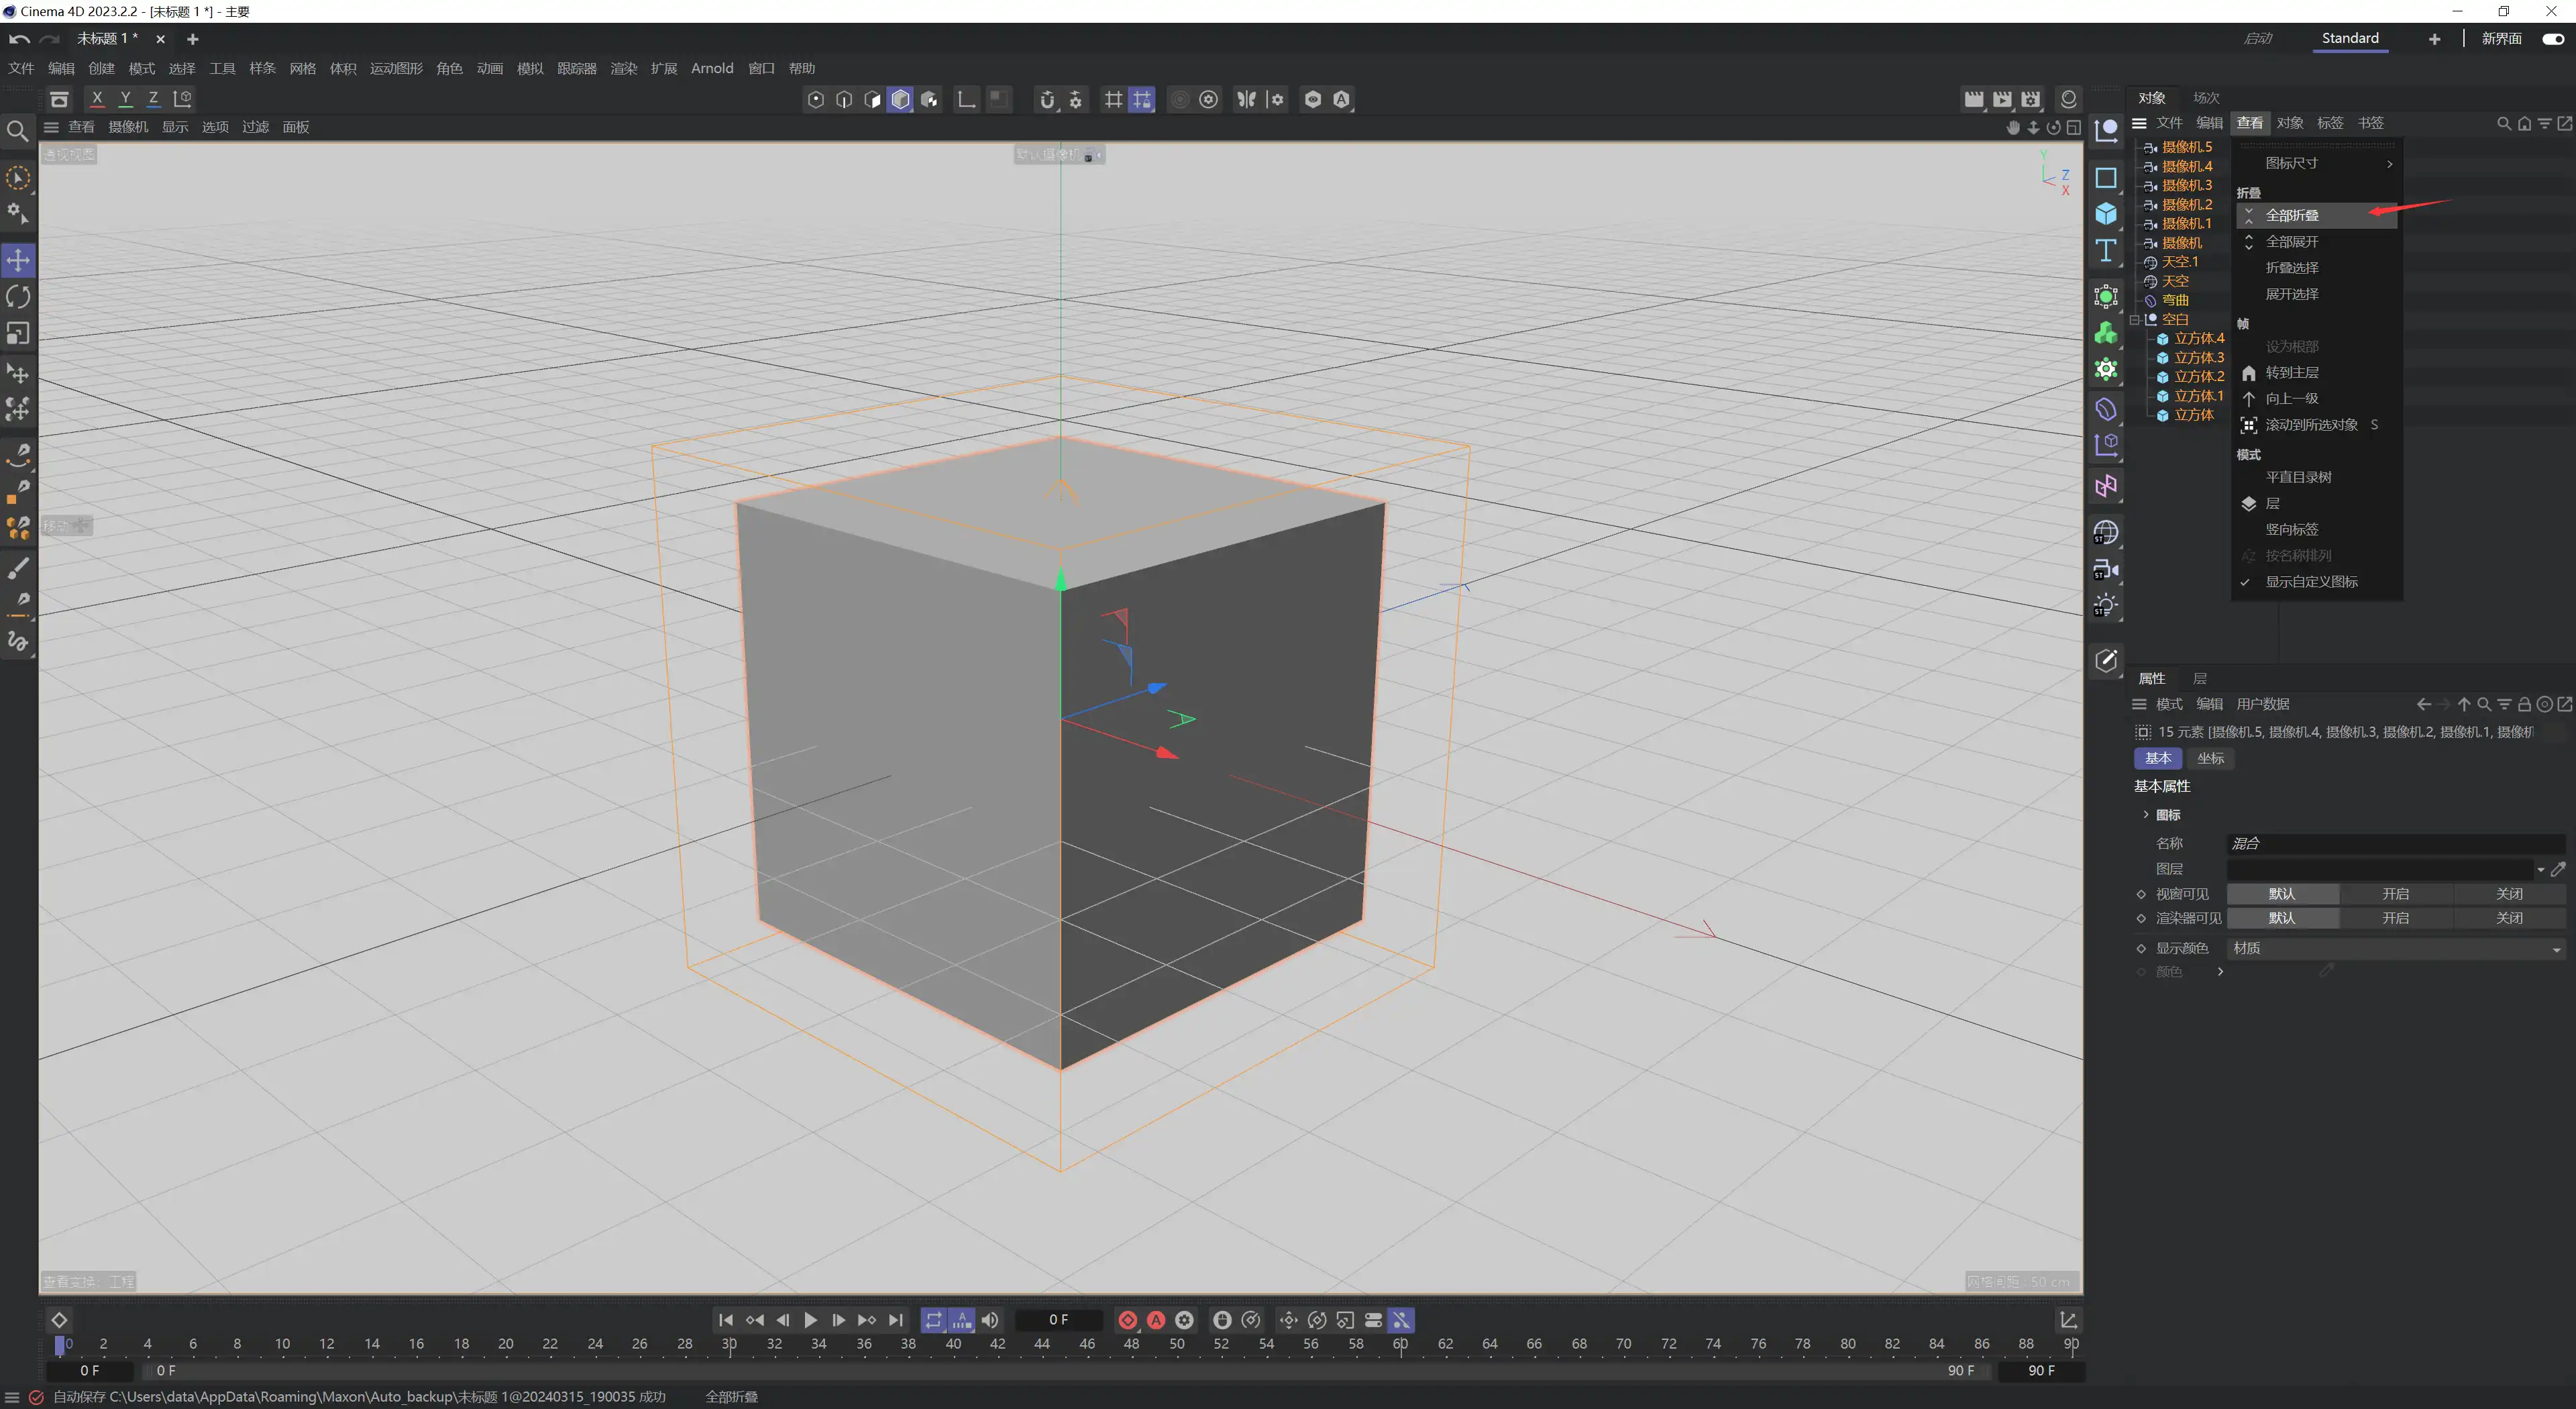 Cinema 4D 2023.2.2 - [未标题 1 *] - 主要
未标题 1 *
启动 Standard 新界面
文件 编辑 创建 模式 选择 工具 样条 网格 体积 运动图形 角色 动画 模拟 跟踪器 渲染 扩展 Arnold 窗口 帮助
X Y Z
查看 摄像机 显示 选项 过滤 面板
透视视图
默认摄像机
Y
Z
X
移动
查看变换: 工程
网格间距 : 50 cm
对象 场次
文件 编辑 查看 对象 标签 书签
摄像机.5
摄像机.4
摄像机.3
摄像机.2
摄像机.1
摄像机
天空.1
天空
弯曲
空白
立方体.4
立方体.3
立方体.2
立方体.1
立方体
图标尺寸
折叠
全部折叠
全部展开
折叠选择
展开选择
帧
设为根部
转到主层
向上一级
滚动到所选对象 S
模式
平直目录树
层
竖向标签
按名称排列
显示自定义图标
属性 层
模式 编辑 用户数据
15 元素 [摄像机.5, 摄像机.4, 摄像机.3, 摄像机.2, 摄像机.1, 摄像机
基本 坐标
基本属性
图标
名称 混合
图层
视窗可见 默认 开启 关闭
渲染器可见 默认 开启 关闭
显示颜色 材质
颜色
0 F
0 2 4 6 8 10 12 14 16 18 20 22 24 26 28 30 32 34 36 38 40 42 44 46 48 50 52 54 56 58 60 62 64 66 68 70 72 74 76 78 80 82 84 86 88 90
0 F 0 F 90 F 90 F
自动保存 C:\Users\data\AppData\Roaming\Maxon\Auto_backup\未标题 1@20240315_190035 成功 全部折叠